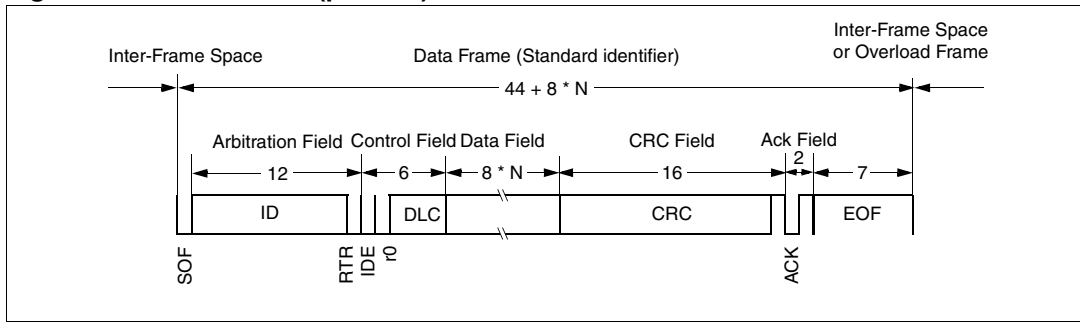 Inter-Frame Space
Data Frame (Standard identifier)
Inter-Frame Space
or Overload Frame
44 + 8 * N
Arbitration Field
Control Field
Data Field
CRC Field
Ack Field
12
6
8 * N
16
2
7
ID
DLC
CRC
EOF
SOF
RTR
IDE
r0
ACK